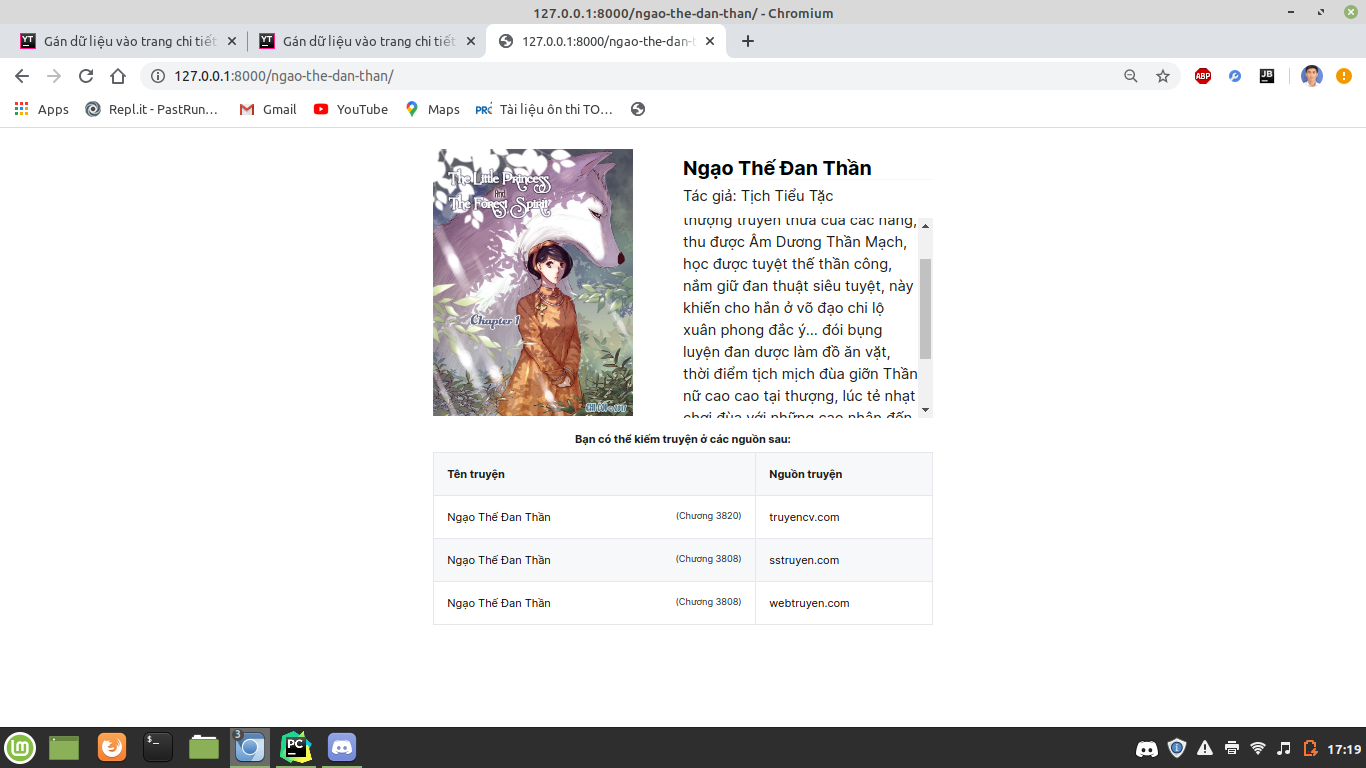 127.0.0.1:8000/ngao-the-dan-than/ - Chromium
Gán dữ liệu vào trang chi tiết
Gán dữ liệu vào trang chi tiết
127.0.0.1:8000/ngao-the-dan-t
127.0.0.1:8000/ngao-the-dan-than/
ABP
JB
Apps
Repl.it - PastRun…
Gmail
YouTube
Maps
Tài liệu ôn thi TO…
The Little Princess
And
The Forest Spirit
Chapter 1
Ngạo Thế Đan Thần
Tác giả: Tịch Tiểu Tặc
thượng truyền thừa của các nàng,
thu được Âm Dương Thần Mạch,
học được tuyệt thế thần công,
nắm giữ đan thuật siêu tuyệt, này
khiến cho hắn ở võ đạo chi lộ
xuân phong đắc ý... đói bụng
luyện đan dược làm đồ ăn vặt,
thời điểm tịch mịch đùa giỡn Thần
nữ cao cao tại thượng, lúc tẻ nhạt
chơi đùa với những cao nhân đến
Bạn có thể kiếm truyện ở các nguồn sau:
Tên truyện
Nguồn truyện
Ngạo Thế Đan Thần
(Chương 3820)
truyencv.com
Ngạo Thế Đan Thần
(Chương 3808)
sstruyen.com
Ngạo Thế Đan Thần
(Chương 3808)
webtruyen.com
3
PC
17:19